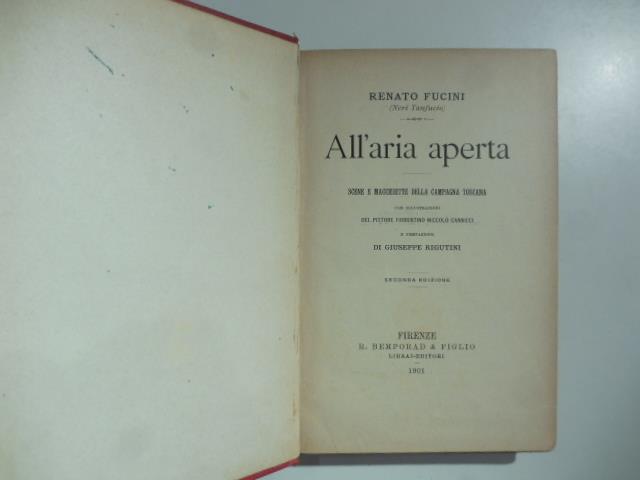 RENATO FUCINI
(Neri Tanfucio)
All'aria aperta
SCENE E MACCHIETTE DELLA CAMPAGNA TOSCANA
CON ILLUSTRAZIONI
DEL PITTORE FIORENTINO NICCOLÒ CANNICCI
E PREFAZIONE
DI GIUSEPPE RIGUTINI
SECONDA EDIZIONE
FIRENZE
R. BEMPORAD & FIGLIO
LIBRAI-EDITORI
1901